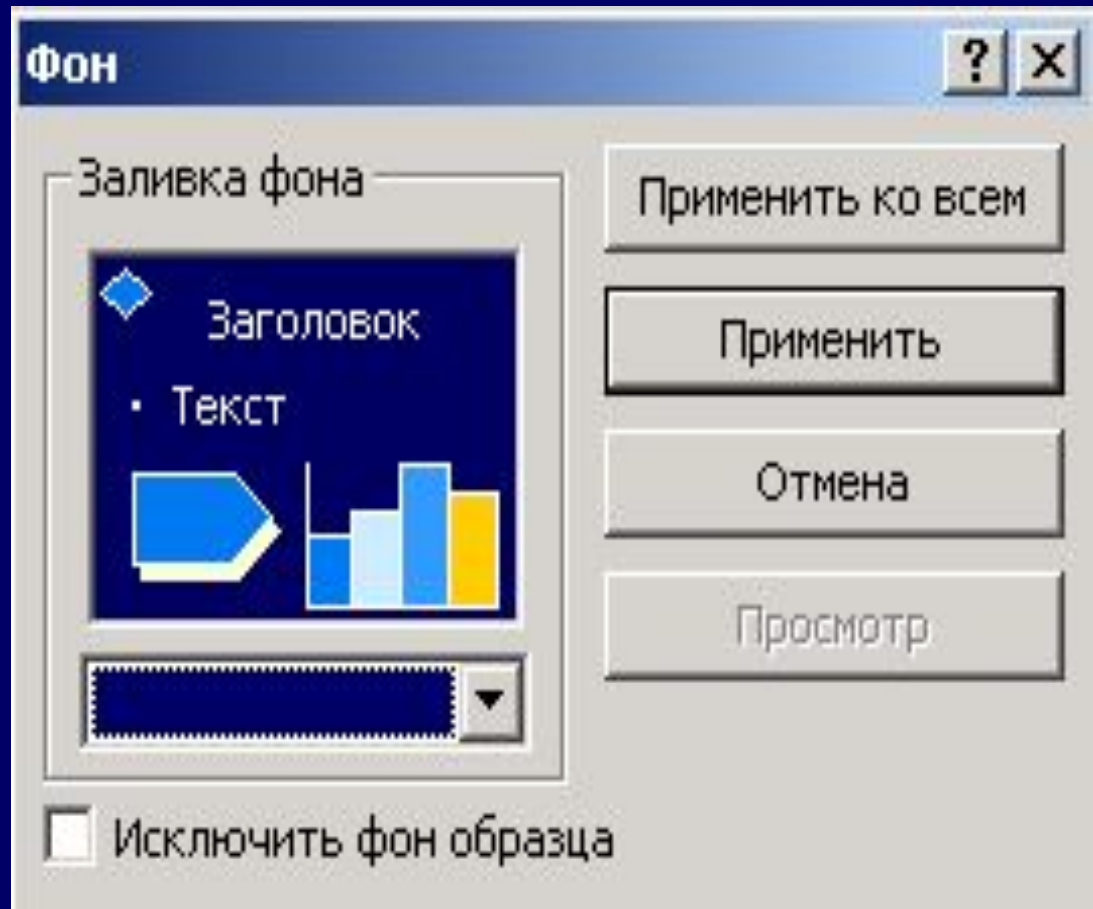 Фон
Заливка фона
Заголовок
· Текст
Исключить фон образца
Применить ко всем
Применить
Отмена
Просмотр